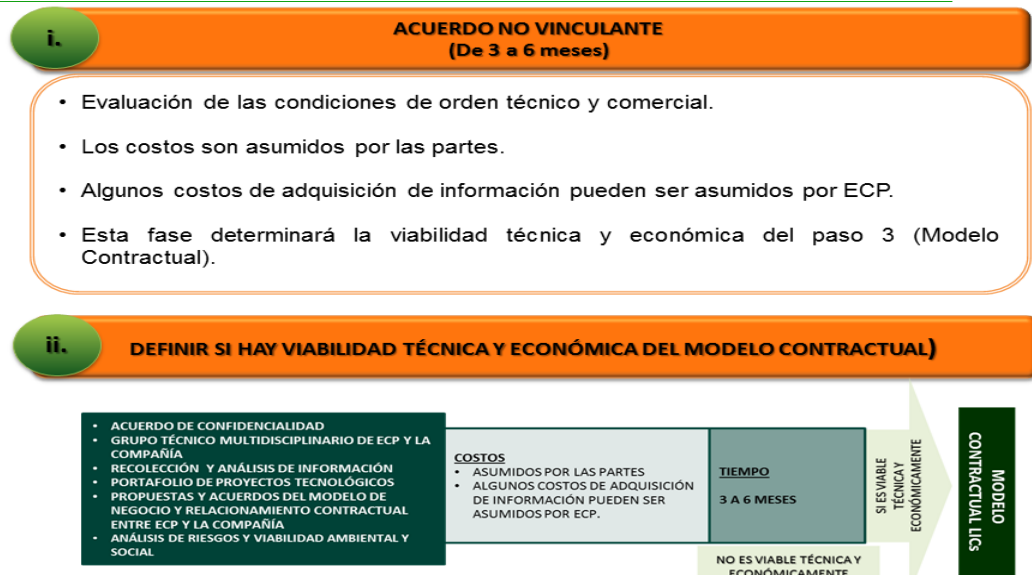 i.
ACUERDO NO VINCULANTE
(De 3 a 6 meses)
• Evaluación de las condiciones de orden técnico y comercial.
• Los costos son asumidos por las partes.
• Algunos costos de adquisición de información pueden ser asumidos por ECP.
• Esta fase determinará la viabilidad técnica y económica del paso 3 (Modelo
Contractual).
ii.
DEFINIR SI HAY VIABILIDAD TÉCNICA Y ECONÓMICA DEL MODELO CONTRACTUAL)
• ACUERDO DE CONFIDENCIALIDAD
• GRUPO TÉCNICO MULTIDISCIPLINARIO DE ECP Y LA
COMPAÑÍA
• RECOLECCIÓN Y ANÁLISIS DE INFORMACIÓN
• PORTAFOLIO DE PROYECTOS TECNOLÓGICOS
• PROPUESTAS Y ACUERDOS DEL MODELO DE
NEGOCIO Y RELACIONAMIENTO CONTRACTUAL
ENTRE ECP Y LA COMPAÑÍA
• ANÁLISIS DE RIESGOS Y VIABILIDAD AMBIENTAL Y
SOCIAL
COSTOS
• ASUMIDOS POR LAS PARTES
• ALGUNOS COSTOS DE ADQUISICIÓN
DE INFORMACIÓN PUEDEN SER
ASUMIDOS POR ECP.
TIEMPO
3 A 6 MESES
SI ES VIABLE
TÉCNICA Y
ECONÓMICAMENTE
MODELO
CONTRACTUAL LICs
NO ES VIABLE TÉCNICA Y
ECONÓMICAMENTE